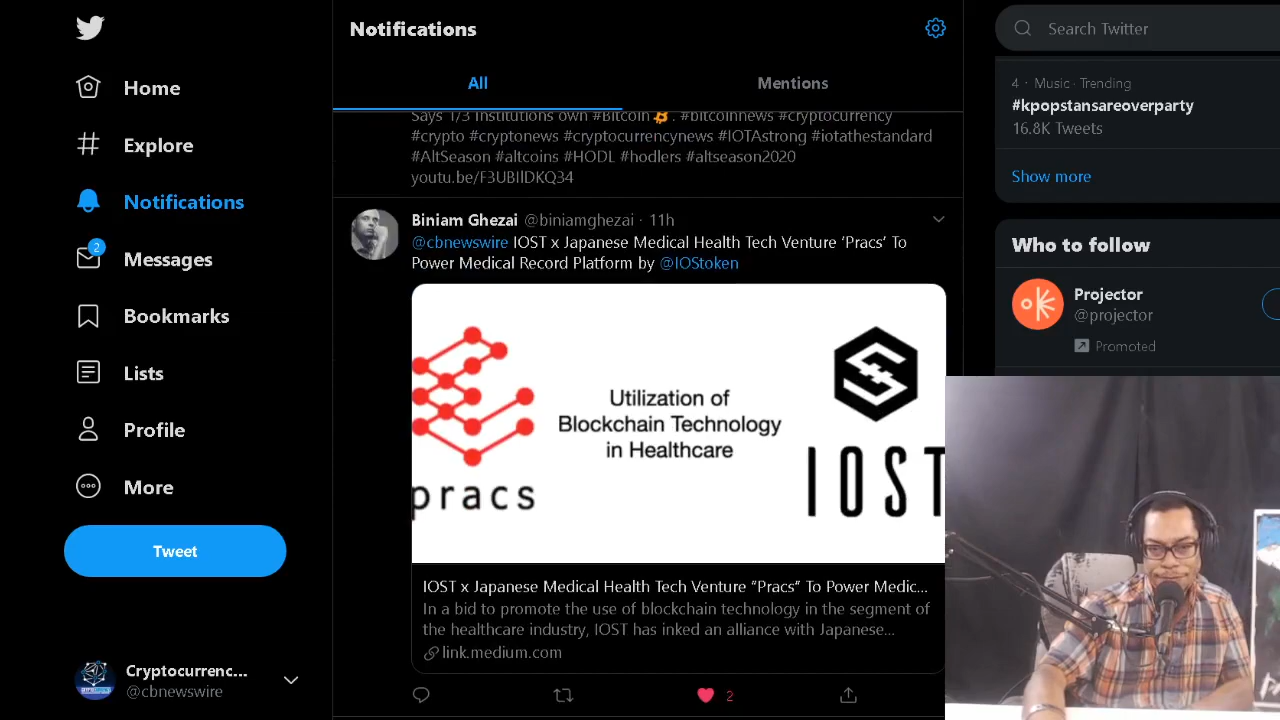 Home
Explore
Notifications
2
Messages
Bookmarks
Lists
Profile
More
Tweet
Cryptocurrenc...
@cbnewswire
Notifications
All
Mentions
Says 1/3 Institutions own #Bitcoin . #bitcoinnews #cryptocurrency
#crypto #cryptonews #cryptocurrencynews #IOTAstrong #iotathestandard
#AltSeason #altcoins #HODL #hodlers #altseason2020
youtu.be/F3UBIlDKQ34
Biniam Ghezai @biniamghezai · 11h
@cbnewswire IOST x Japanese Medical Health Tech Venture ‘Pracs’ To
Power Medical Record Platform by @IOStoken
pracs
Utilization of
Blockchain Technology
in Healthcare
IOST
IOST x Japanese Medical Health Tech Venture “Pracs” To Power Medic...
In a bid to promote the use of blockchain technology in the segment of
the healthcare industry, IOST has inked an alliance with Japanese...
link.medium.com
2
Search Twitter
4 · Music · Trending
#kpopstansareoverparty
16.8K Tweets
Show more
Who to follow
Projector
@projector
Promoted